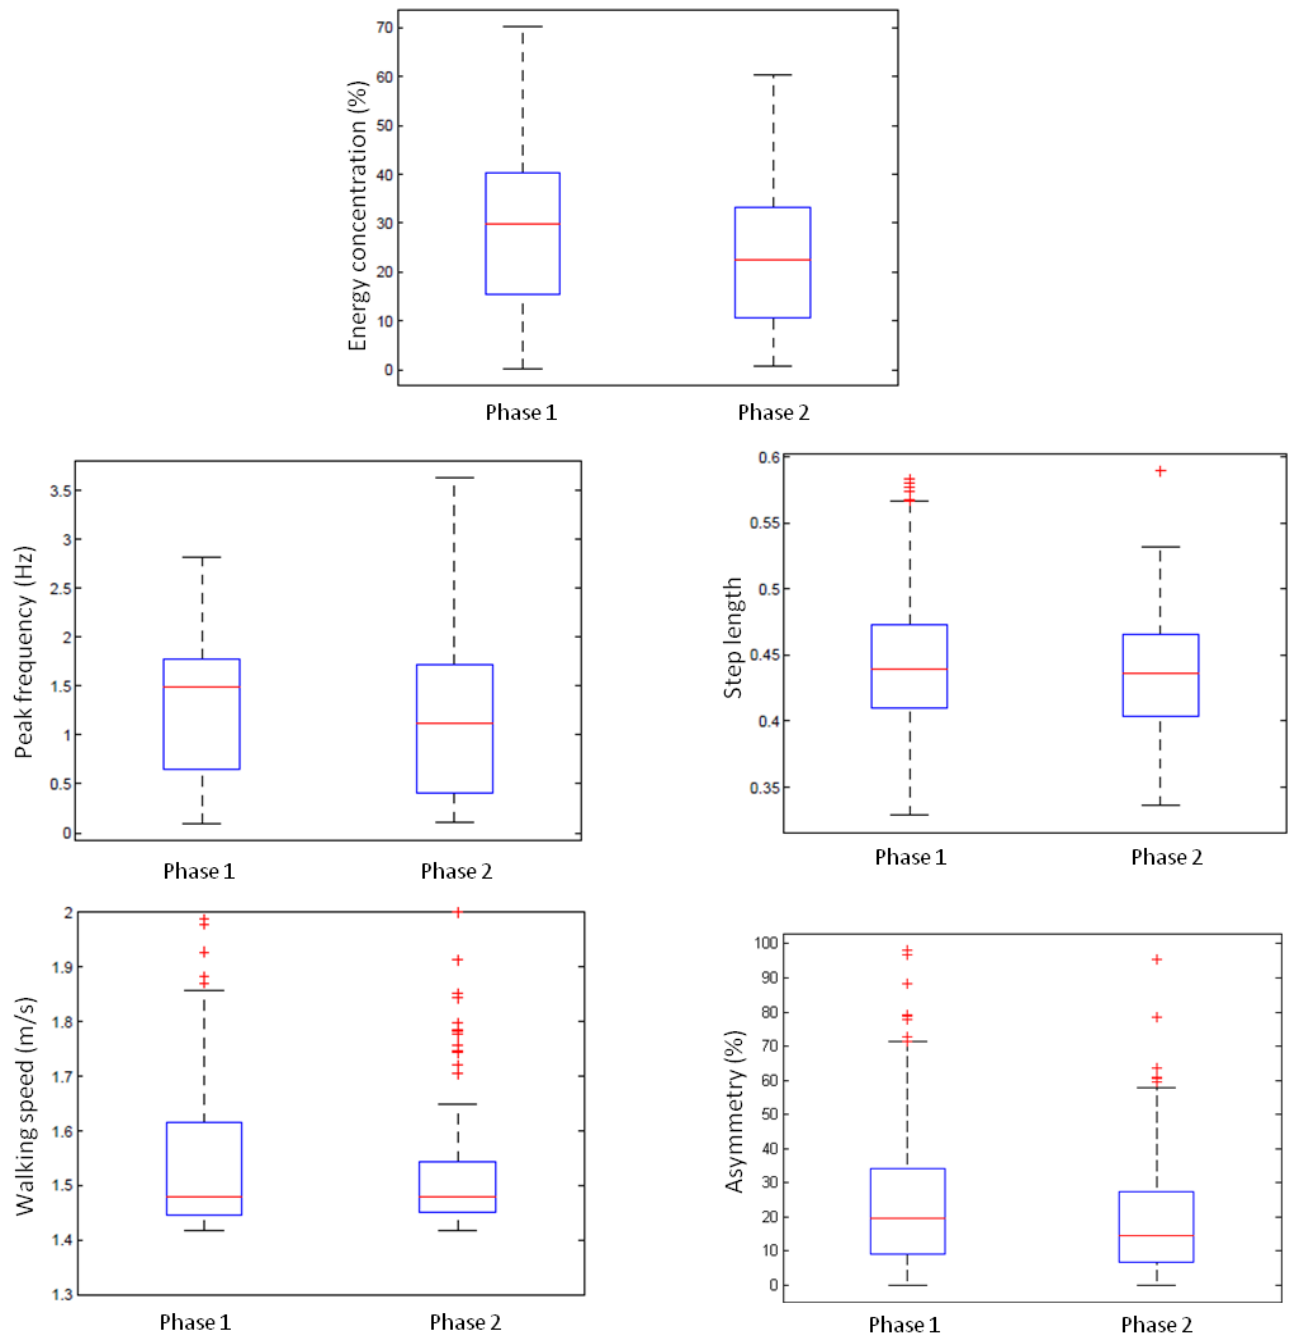 Energy concentration (%)
70
60
50
40
30
20
10
0
Phase 1
Phase 2
Peak frequency (Hz)
3.5
3
2.5
2
1.5
1
0.5
0
Phase 1
Phase 2
Step length
0.6
0.55
0.5
0.45
0.4
0.35
Phase 1
Phase 2
Walking speed (m/s)
2
1.9
1.8
1.7
1.6
1.5
1.4
1.3
Phase 1
Phase 2
Asymmetry (%)
100
90
80
70
60
50
40
30
20
10
0
Phase 1
Phase 2